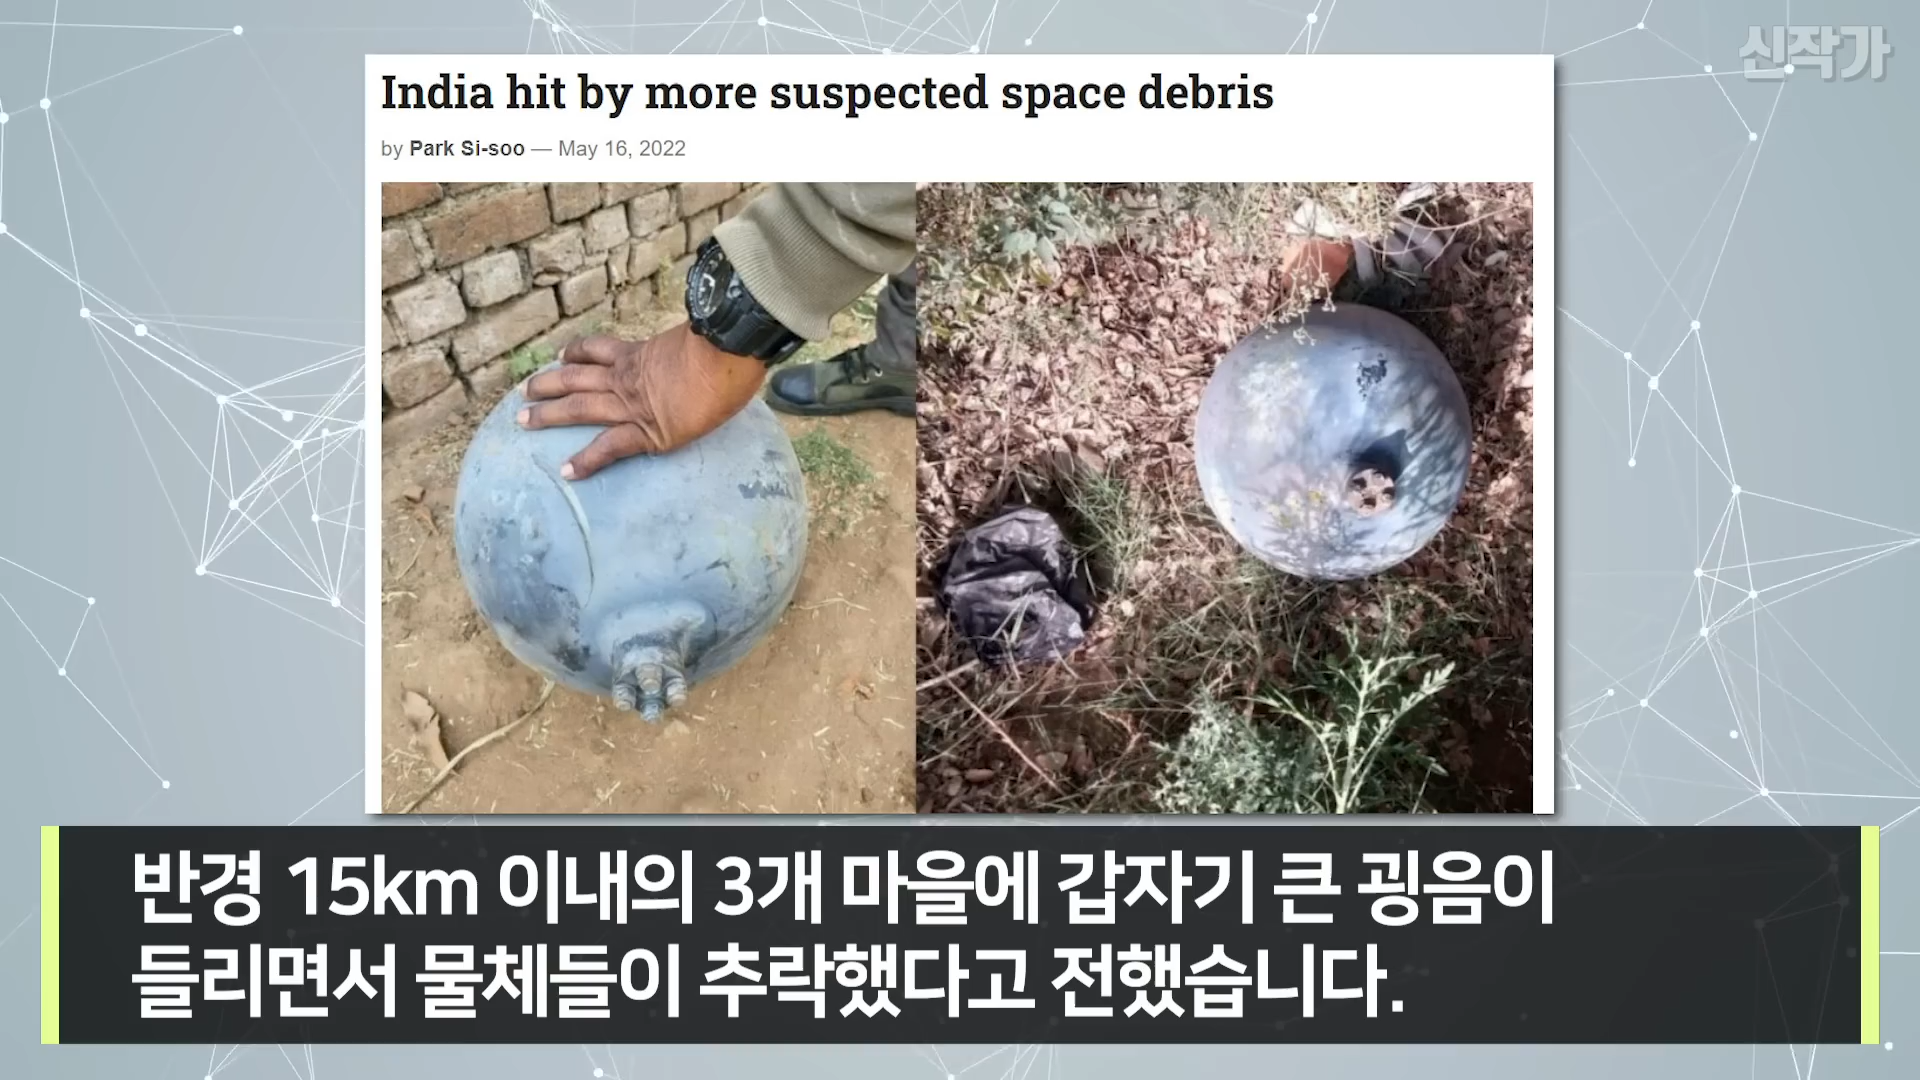 신작가
India hit by more suspected space debris
by Park Si-soo — May 16, 2022
반경 15km 이내의 3개 마을에 갑자기 큰 굉음이
들리면서 물체들이 추락했다고 전했습니다.